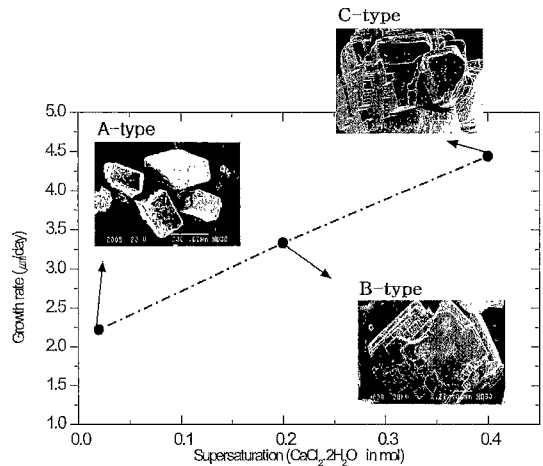 C-type
A-type
B-type
5.0
4.5
4.0
3.5
3.0
2.5
2.0
1.5
1.0
Growth rate (㎛/day)
0.0 0.1 0.2 0.3 0.4
Supersaturation (CaCl₂.2H₂O in mol)